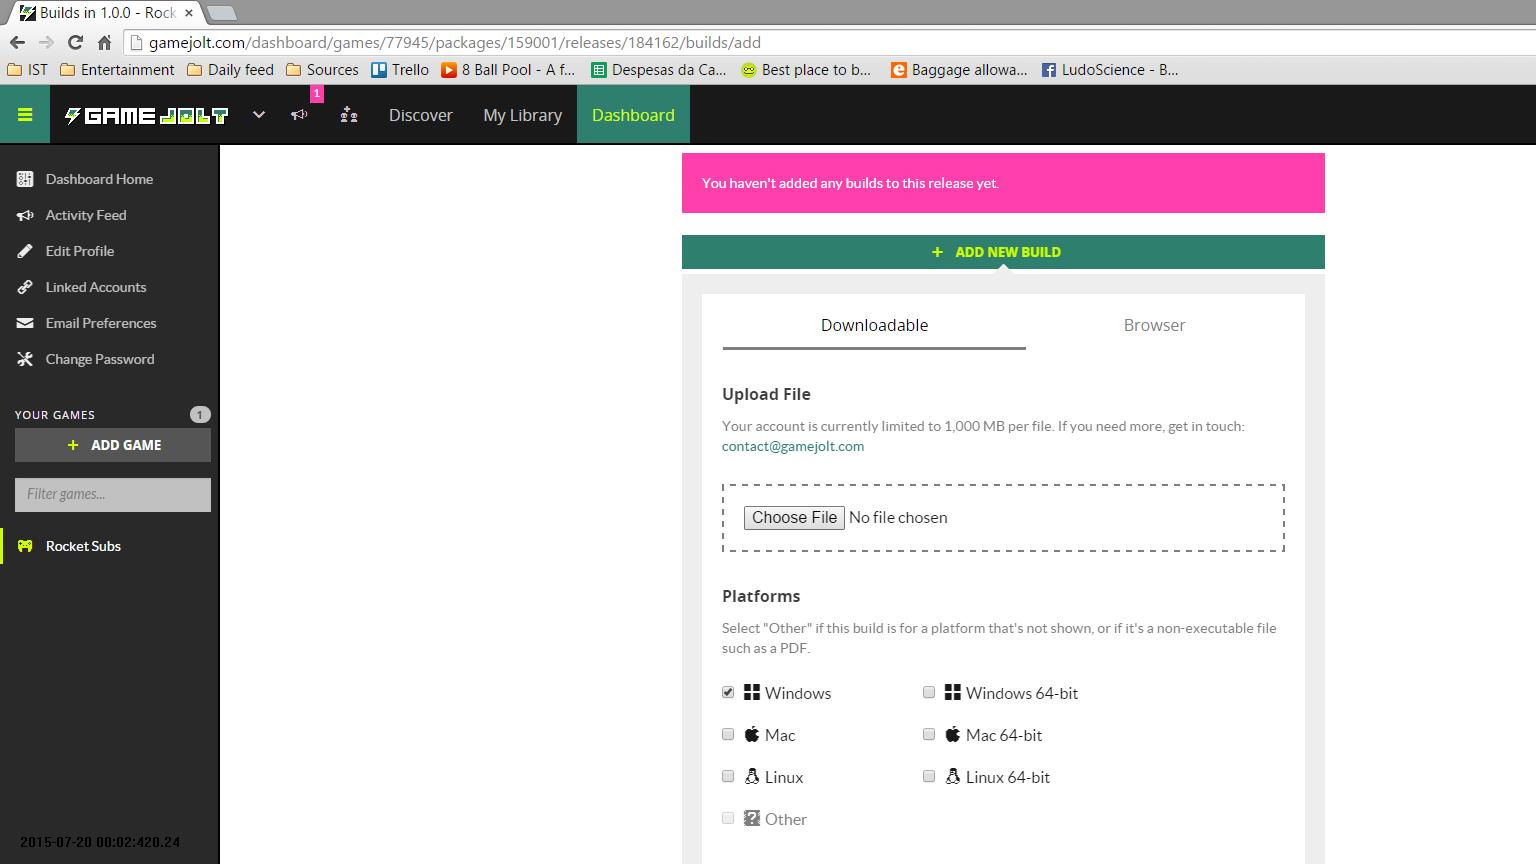 Builds in 1.0.0 - Rock
gamejolt.com/dashboard/games/77945/packages/159001/releases/184162/builds/add
IST Entertainment Daily feed Sources Trello 8 Ball Pool - A f... Despesas da Ca... Best place to b... Baggage allowa... LudoScience - B...
GAME JOLT 1 Discover My Library Dashboard
Dashboard Home
Activity Feed
Edit Profile
Linked Accounts
Email Preferences
Change Password
YOUR GAMES 1
+ ADD GAME
Filter games...
Rocket Subs
2015-07-20 00:02:420.24
You haven't added any builds to this release yet.
+ ADD NEW BUILD
Downloadable Browser
Upload File
Your account is currently limited to 1,000 MB per file. If you need more, get in touch:
contact@gamejolt.com
Choose File No file chosen
Platforms
Select "Other" if this build is for a platform that's not shown, or if it's a non-executable file
such as a PDF.
Windows Windows 64-bit
Mac Mac 64-bit
Linux Linux 64-bit
Other